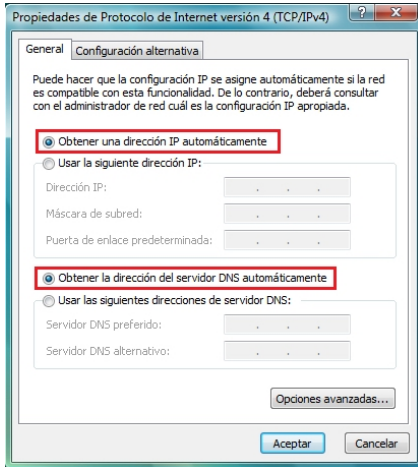 Propiedades de Protocolo de Internet versión 4 (TCP/IPv4)
General
Configuración alternativa
Puede hacer que la configuración IP se asigne automáticamente si la red
es compatible con esta funcionalidad. De lo contrario, deberá consultar
con el administrador de red cuál es la configuración IP apropiada.
Obtener una dirección IP automáticamente
Usar la siguiente dirección IP:
Dirección IP:
Máscara de subred:
Puerta de enlace predeterminada:
Obtener la dirección del servidor DNS automáticamente
Usar las siguientes direcciones de servidor DNS:
Servidor DNS preferido:
Servidor DNS alternativo:
Opciones avanzadas...
Aceptar
Cancelar